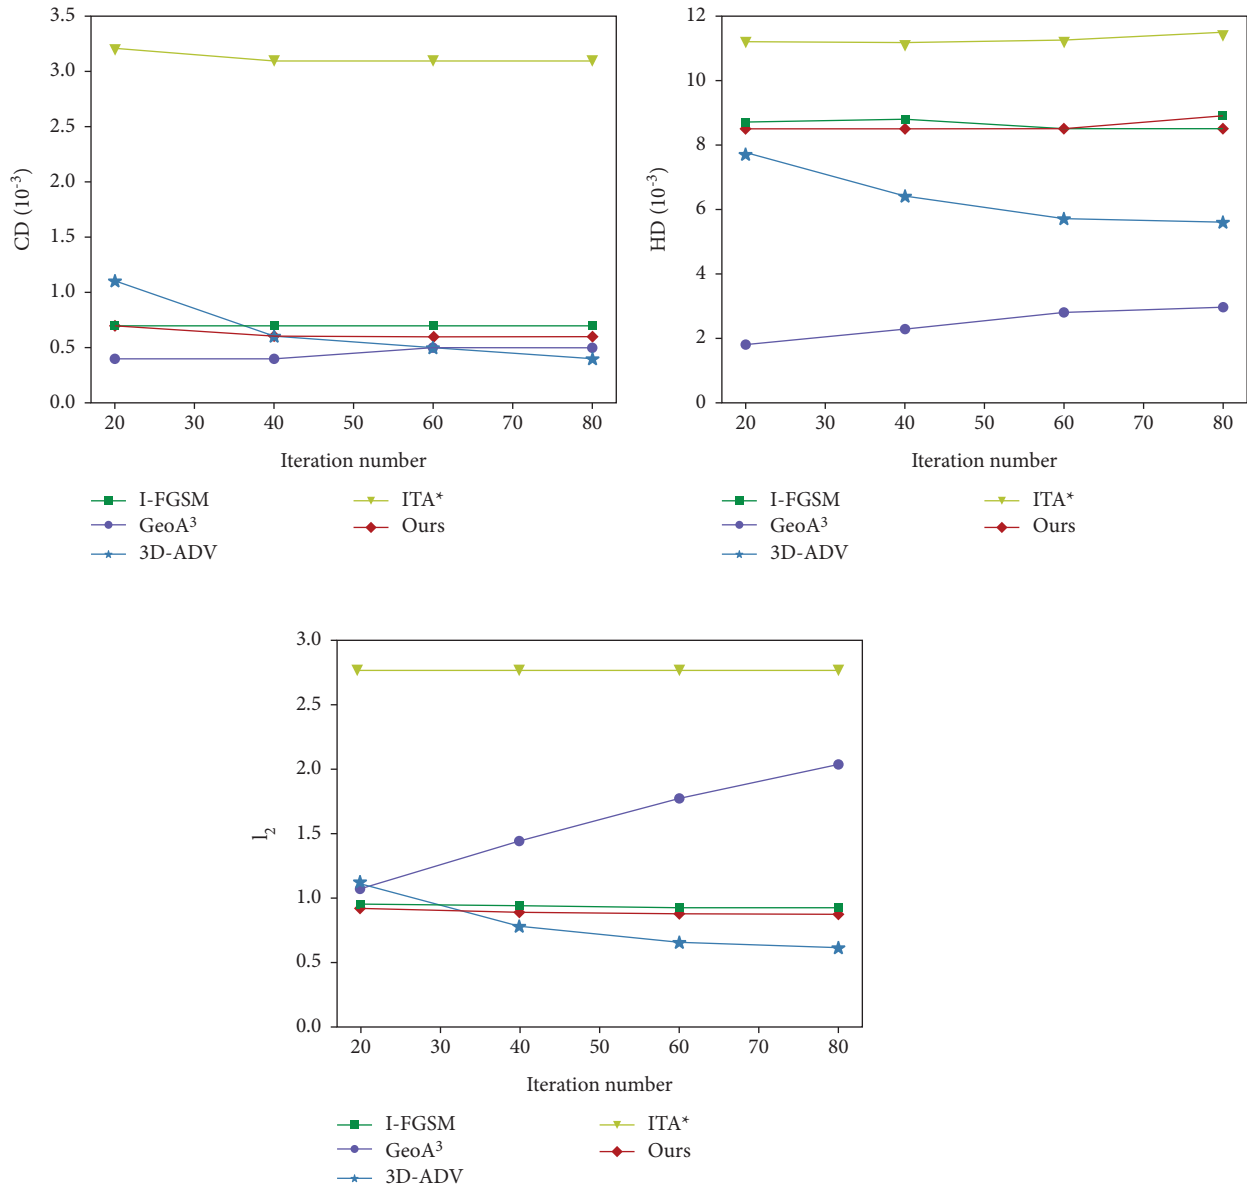 3.5
3.0
2.5
2.0
1.5
1.0
0.5
0.0
CD (10-3)
20 30 40 50 60 70 80
Iteration number
I-FGSM
GeoA3
3D-ADV
ITA*
Ours
12
10
8
6
4
2
0
HD (10-3)
20 30 40 50 60 70 80
Iteration number
I-FGSM
GeoA3
3D-ADV
ITA*
Ours
3.0
2.5
2.0
1.5
1.0
0.5
0.0
l2
20 30 40 50 60 70 80
Iteration number
I-FGSM
GeoA3
3D-ADV
ITA*
Ours